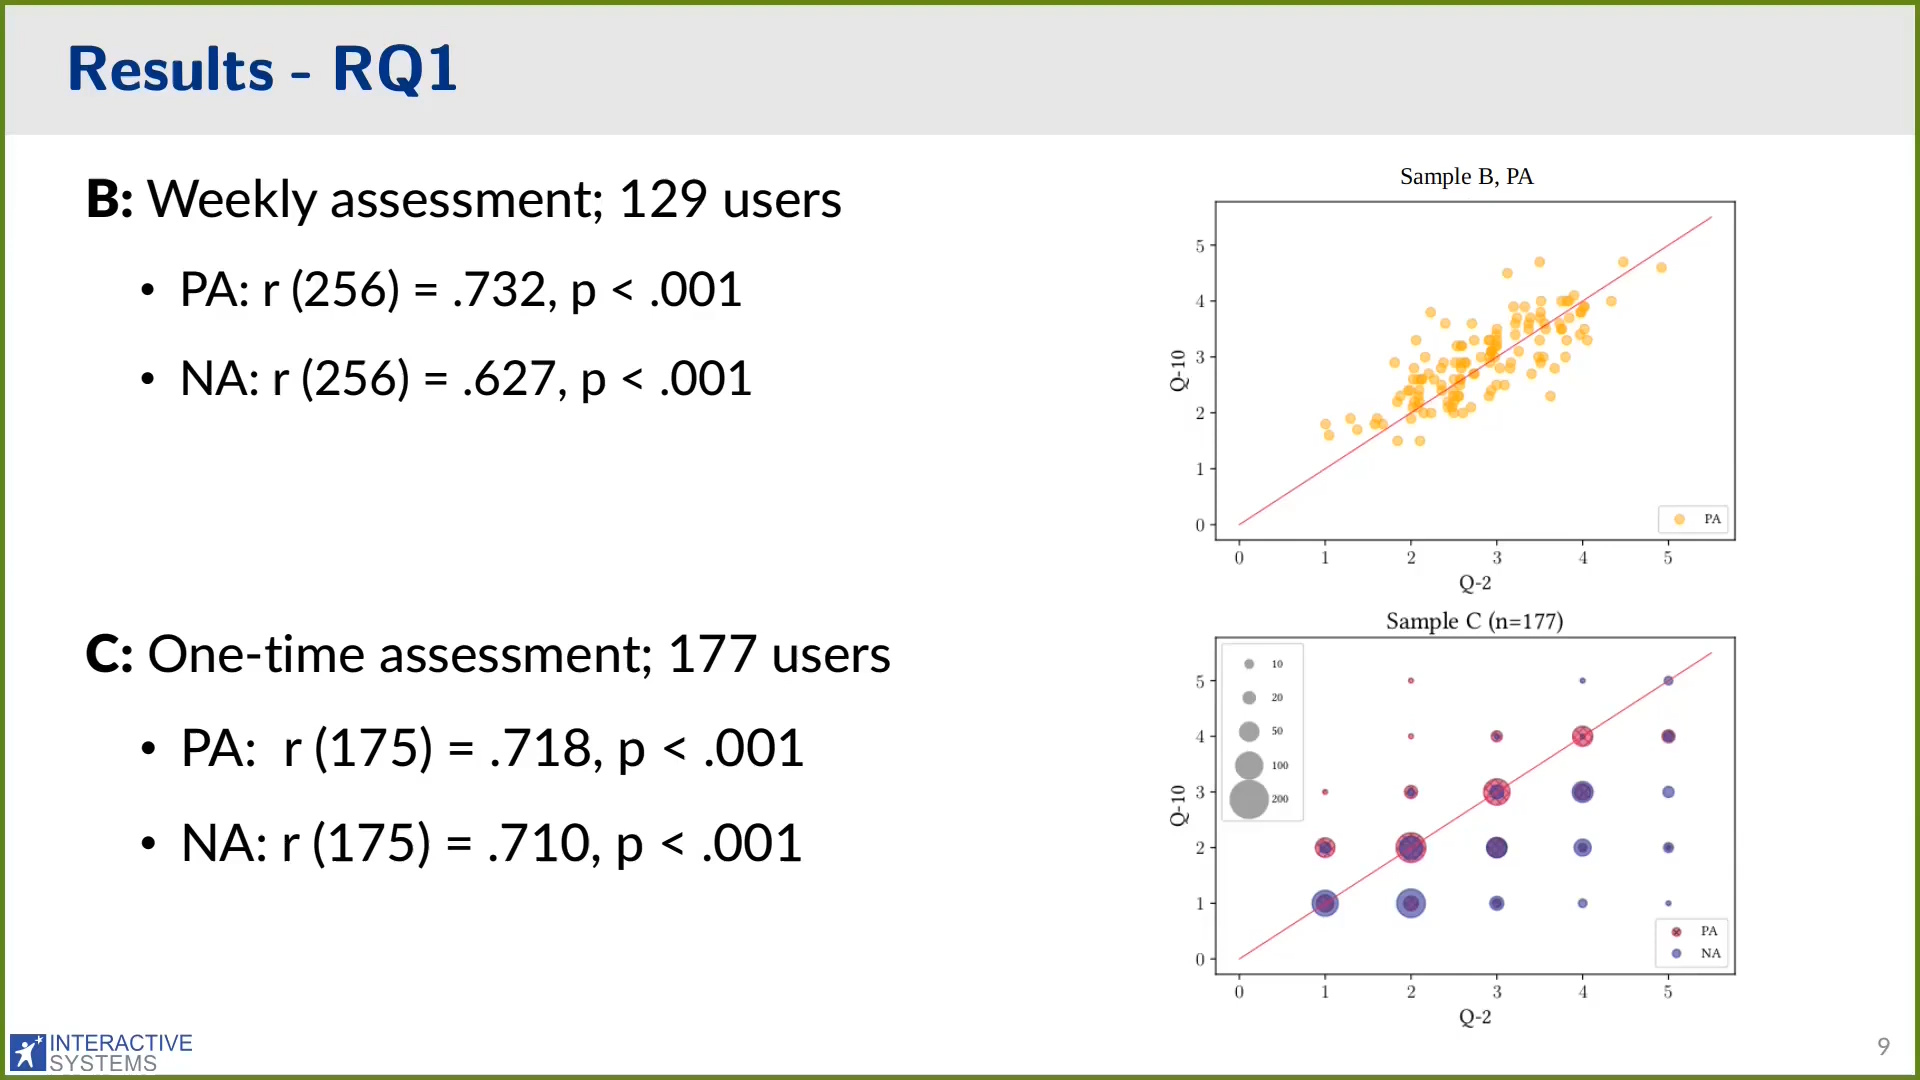 Results - RQ1
B: Weekly assessment; 129 users
• PA: r (256) = .732, p < .001
• NA: r (256) = .627, p < .001
C: One-time assessment; 177 users
• PA: r (175) = .718, p < .001
• NA: r (175) = .710, p < .001
Sample B, PA
5
4
3
2
1
0
Q-10
PA
0 1 2 3 4 5
Q-2
Sample C (n=177)
10
20
50
100
200
5
4
3
2
1
0
Q-10
PA
NA
0 1 2 3 4 5
Q-2
INTERACTIVE
SYSTEMS
9